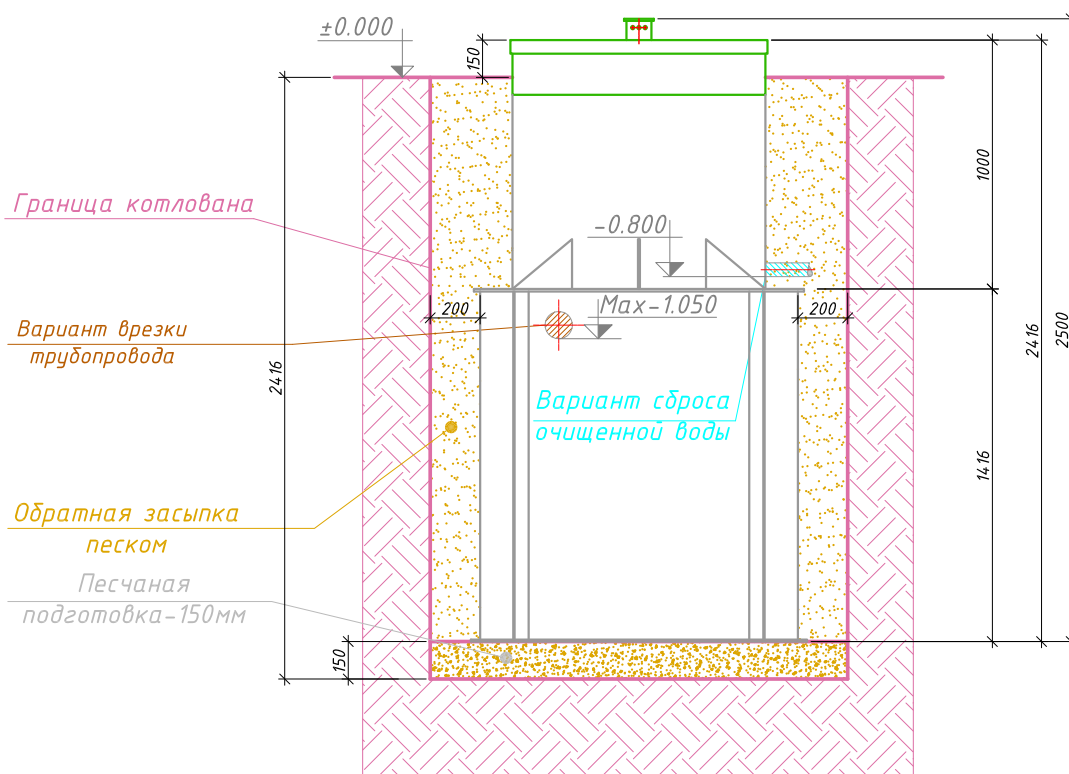 ±0.000
150
1000
Граница котлована
-0.800
200
Max-1.050
200
2416
2500
Вариант врезки
трубопровода
2416
Вариант сброса
очищенной воды
1416
Обратная засыпка
песком
Песчаная
подготовка-150мм
150